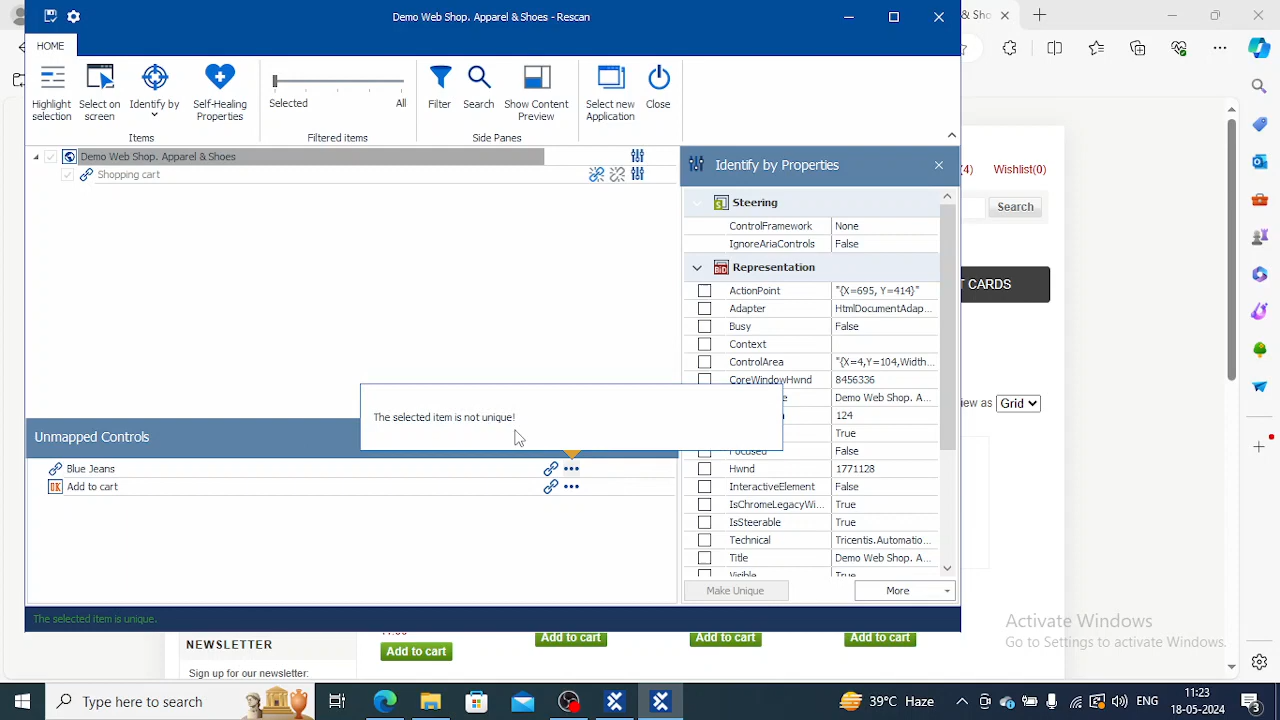 Demo Web Shop. Apparel & Shoes - Rescan
HOME
Highlight selection
Select on screen
Identify by
Self-Healing Properties
Items
Selected
All
Filtered items
Filter
Search
Show Content Preview
Side Panes
Select new Application
Close
Demo Web Shop. Apparel & Shoes
Shopping cart
Identify by Properties
Steering
ControlFramework None
IgnoreAriaControls False
Representation
ActionPoint "{X=695, Y=414}"
Adapter HtmlDocumentAdap...
Busy False
Context
ControlArea "{X=4,Y=104,Width...
CoreWindowHwnd 8456336
Demo Web Shop. A...
124
True
Focused False
Hwnd 1771128
InteractiveElement False
IsChromeLegacyWi... True
IsSteerable True
Technical Tricentis.Automatio...
Title Demo Web Shop. A...
Visible True
Make Unique
More
The selected item is not unique!
Unmapped Controls
Blue Jeans
OK Add to cart
The selected item is unique.
Sho
(4)
Wishlist(0)
Search
T CARDS
iew as Grid
Add to cart
Add to cart
Add to cart
Add to cart
NEWSLETTER
Sign up for our newsletter:
Activate Windows
Go to Settings to activate Windows.
Type here to search
39°C Haze
ENG
11:23
18-05-2024
3